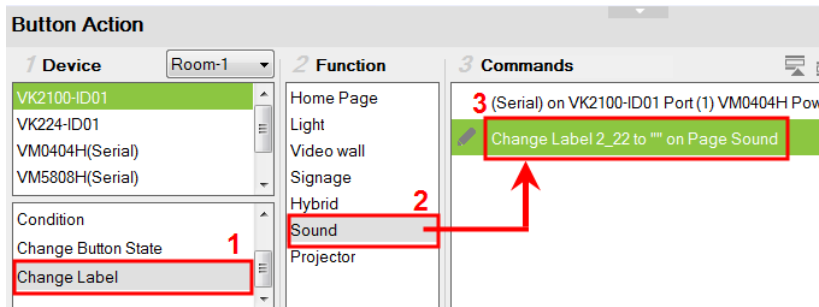 Button Action
1 Device
Room-1
VK2100-ID01
VK224-ID01
VM0404H(Serial)
VM5808H(Serial)
Condition
Change Button State
1
Change Label
2 Function
Home Page
Light
Video wall
Signage
Hybrid
2
Sound
Projector
3 Commands
3
(Serial) on VK2100-ID01 Port (1) VM0404H Pow
Change Label 2_22 to "" on Page Sound